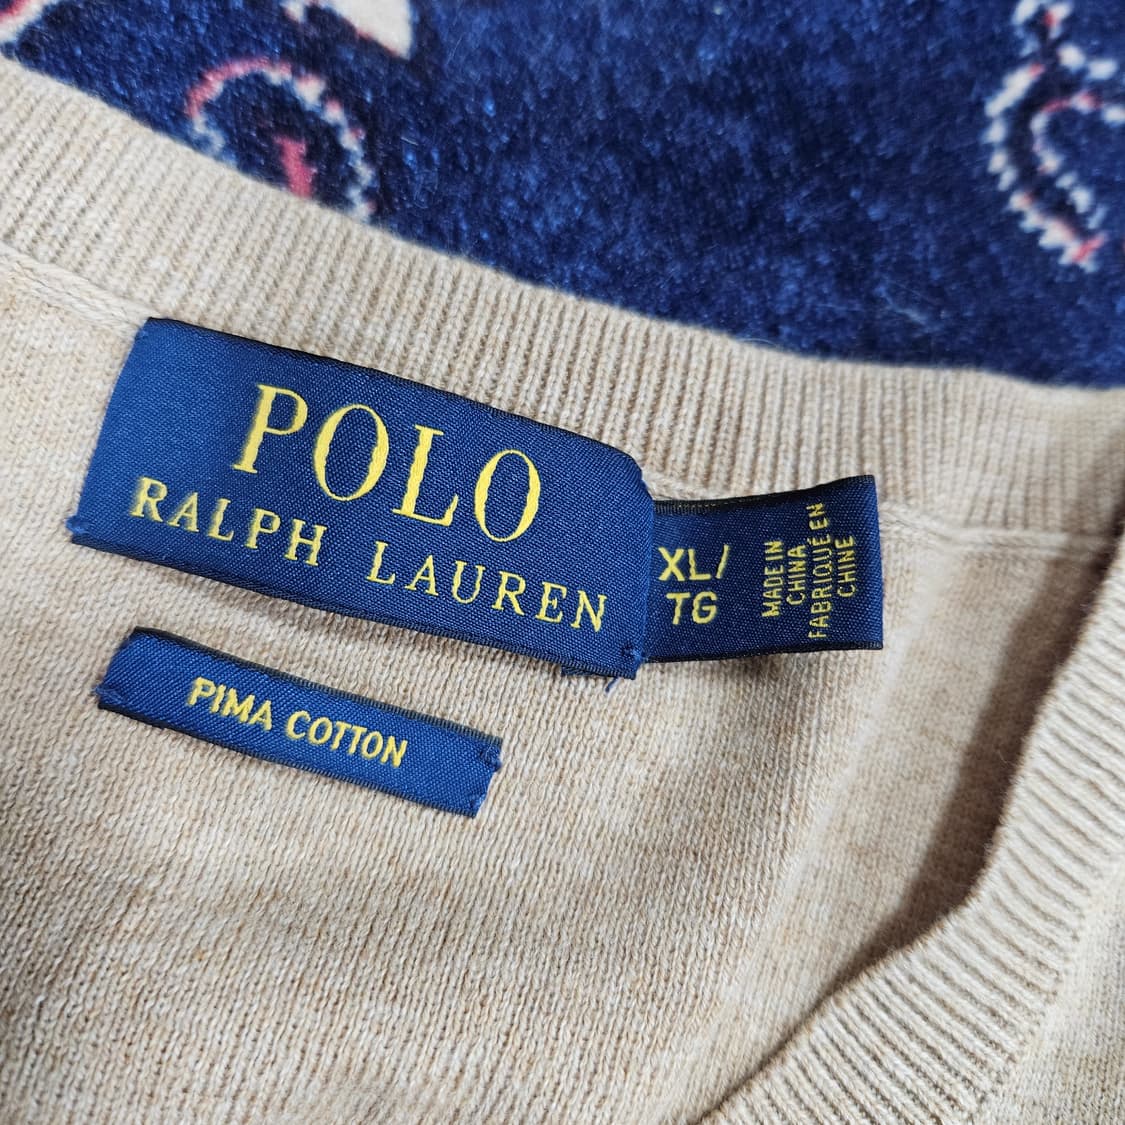 POLO
RALPH LAUREN
XL/
TG
MADE IN
CHINA
FABRIQUÉ EN
CHINE
PIMA COTTON